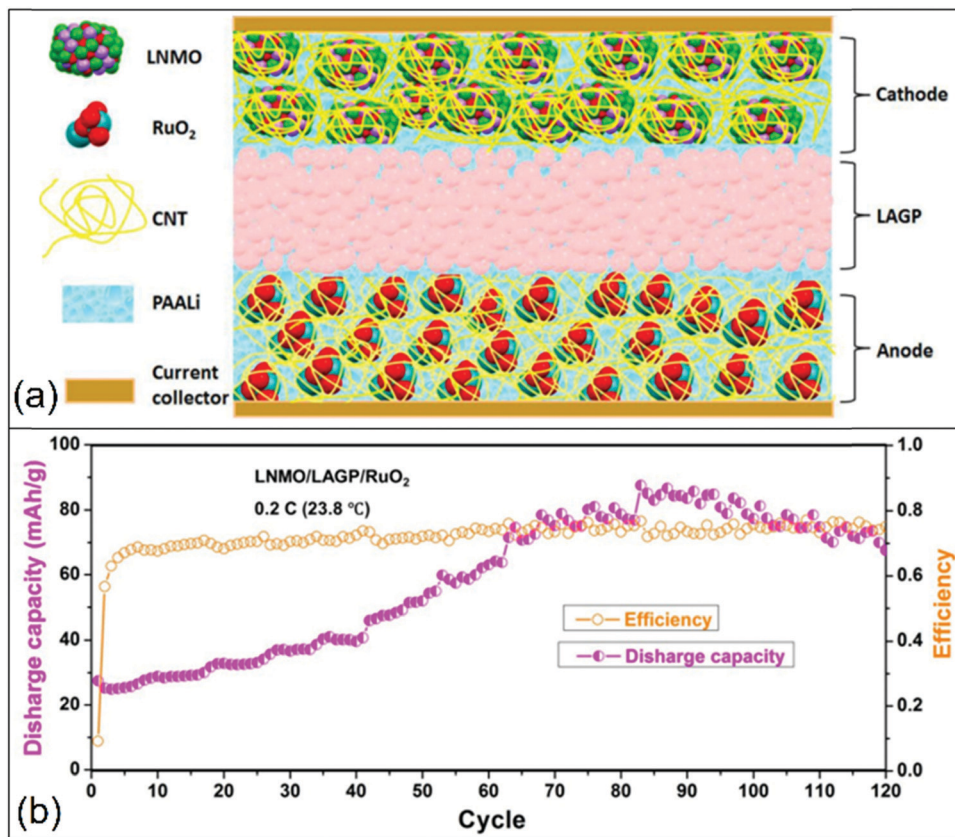 LNMO
RuO2
CNT
PAALi
Current
collector
Cathode
LAGP
Anode
(a)
LNMO/LAGP/RuO2
0.2 C (23.8 ℃)
Efficiency
Disharge capacity
Disharge capacity (mAh/g)
100
80
60
40
20
0
Efficiency
1.0
0.8
0.6
0.4
0.2
0.0
0 10 20 30 40 50 60 70 80 90 100 110 120
Cycle
(b)